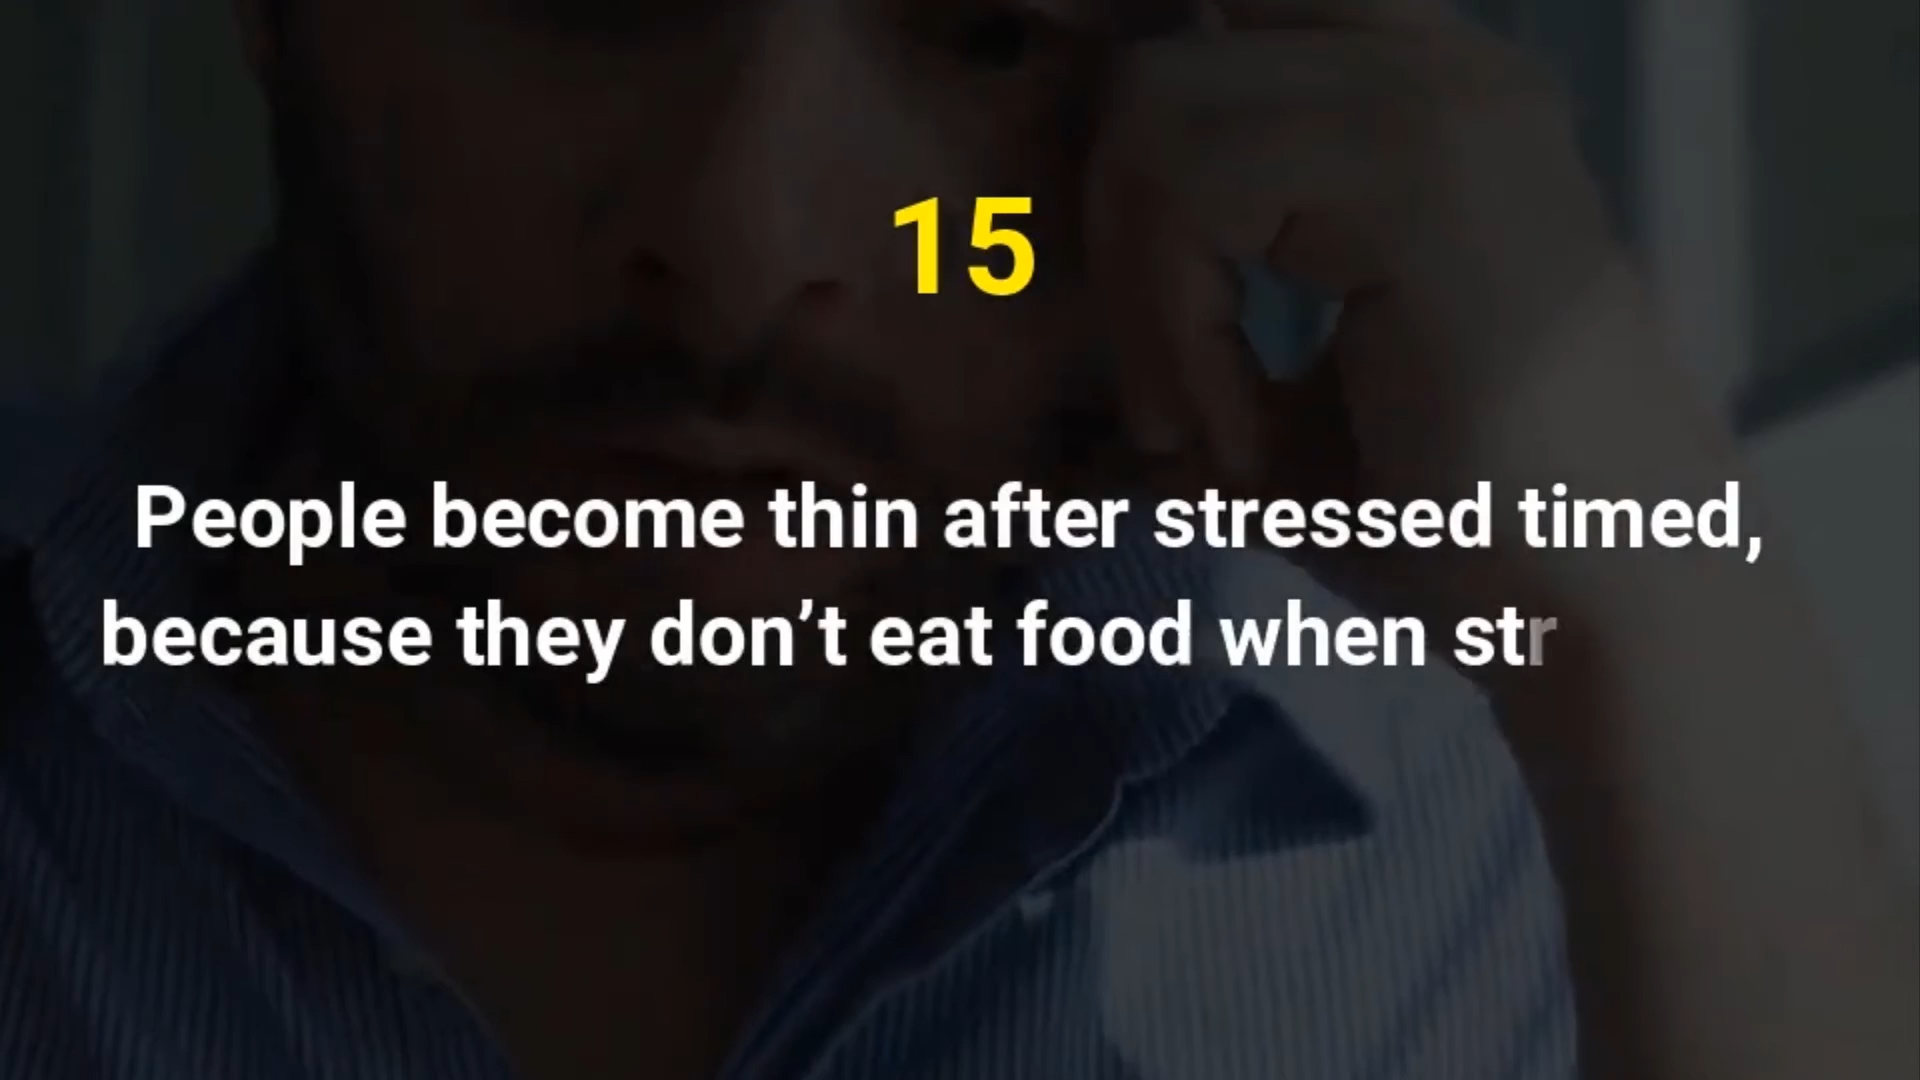 15
People become thin after stressed timed,
because they don’t eat food when str